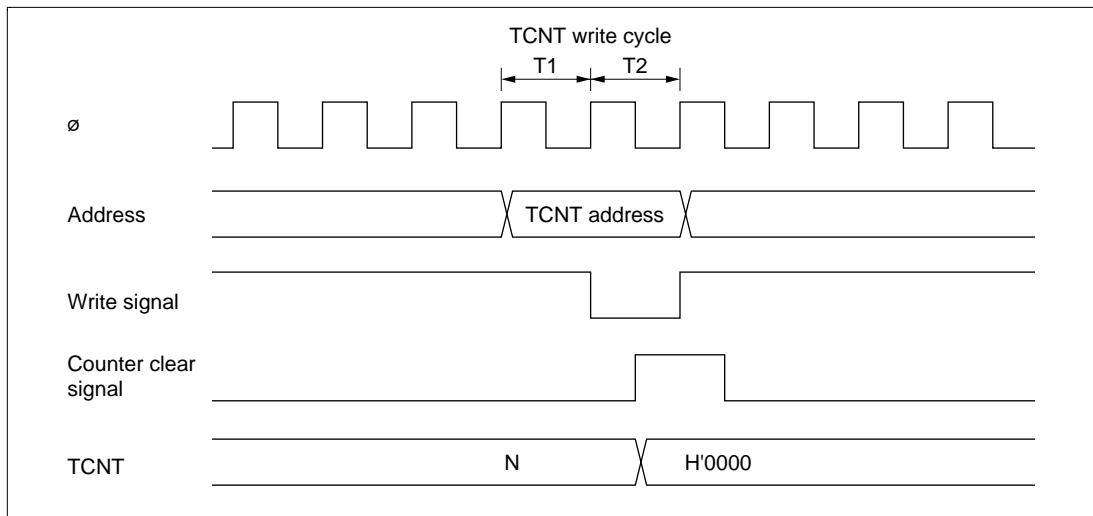 TCNT write cycle
T1 T2
ø
Address
TCNT address
Write signal
Counter clear
signal
TCNT
N
H'0000